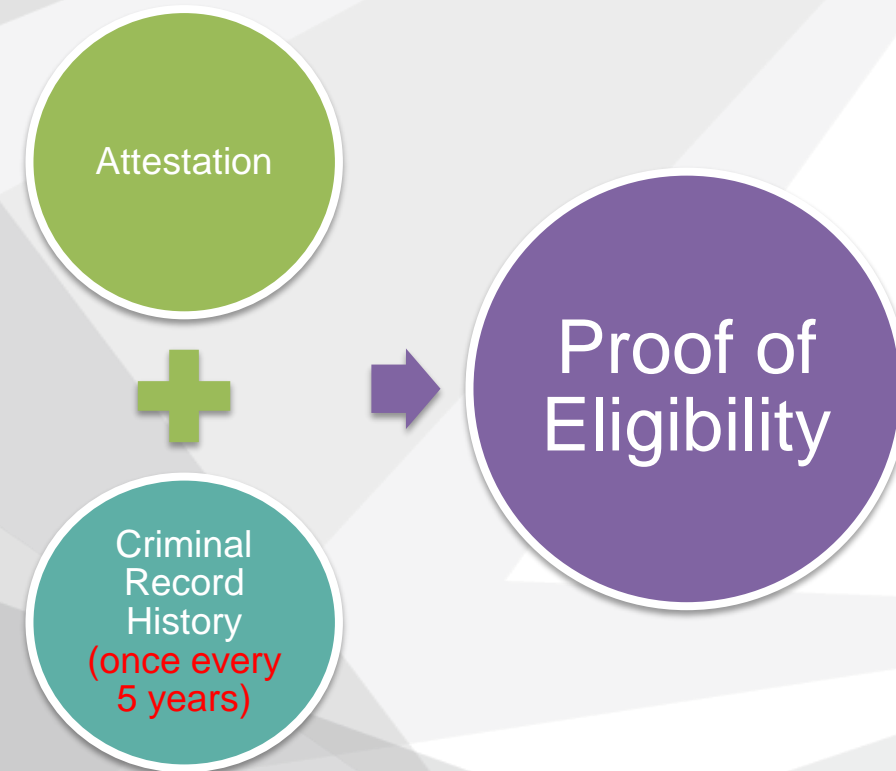 Attestation
Criminal
Record
History
(once every
5 years)
Proof of
Eligibility